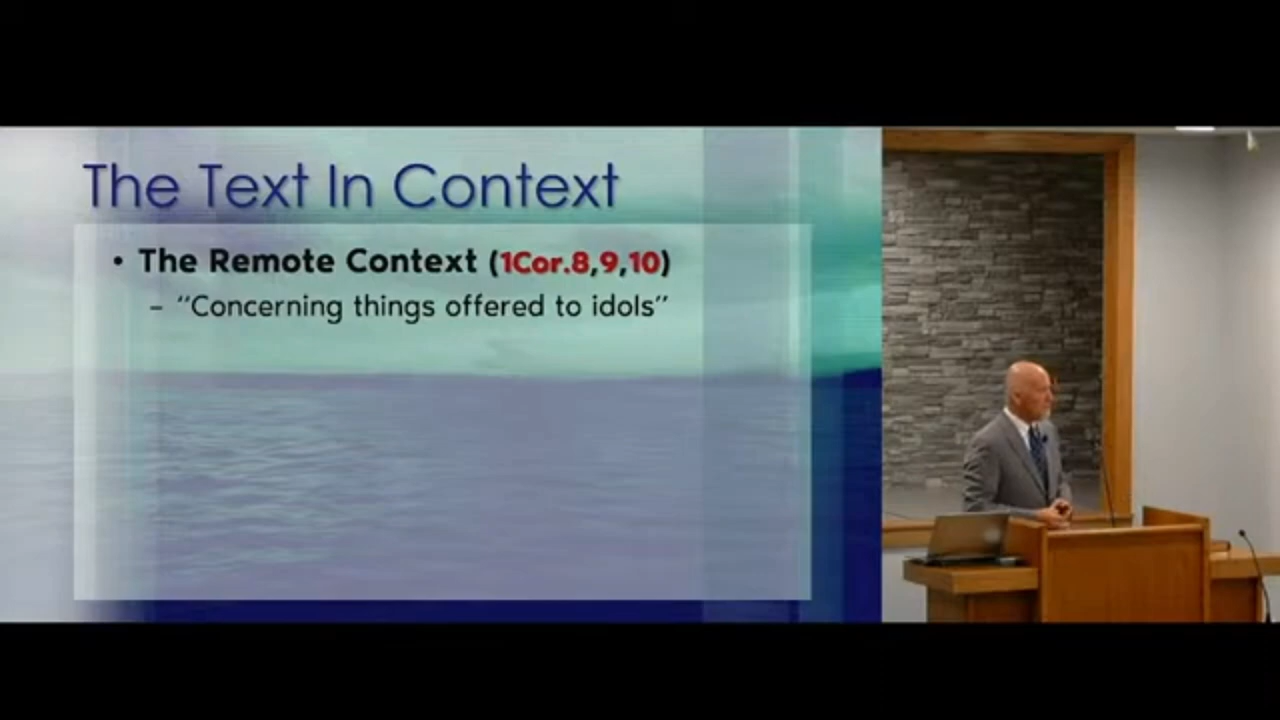 The Text In Context
• The Remote Context (1Cor.8,9,10)
– “Concerning things offered to idols”